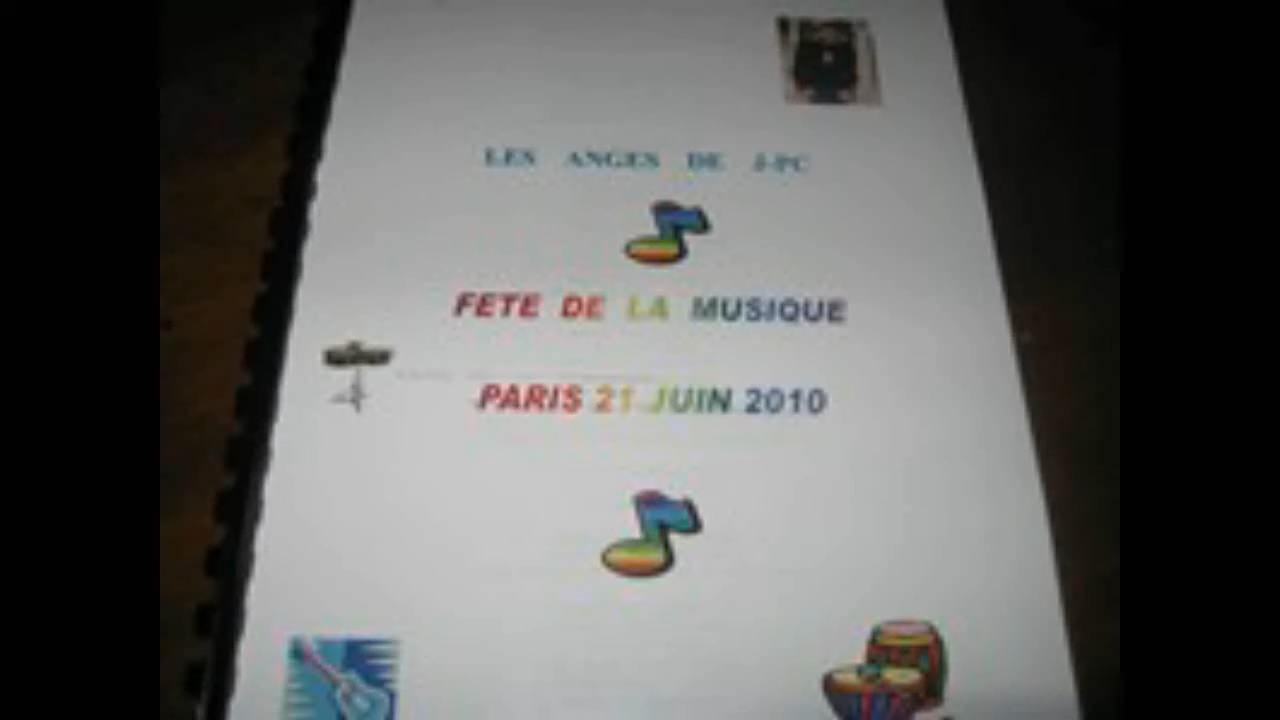 LES ANGES DE J-PC
FETE DE LA MUSIQUE
PARIS 21 JUIN 2010